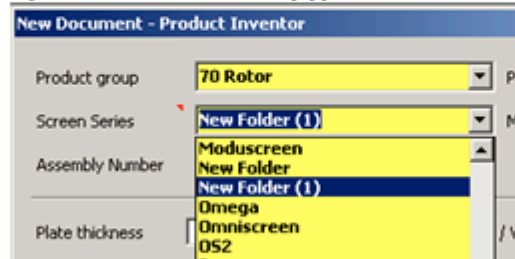 New Document - Product Inventor
Product group 70 Rotor P
Screen Series New Folder (1) M
Moduscreen
Assembly Number New Folder
New Folder (1)
Omega
Plate thickness Omniscreen /
OS2